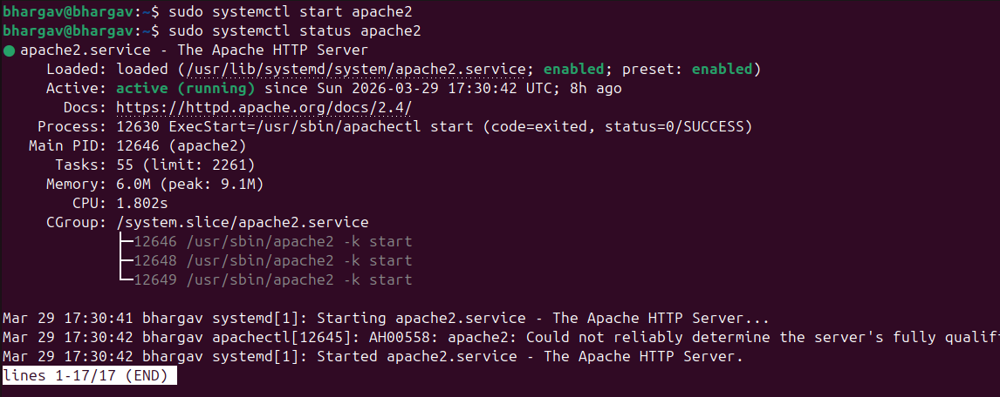 bhargav@bhargav:~$ sudo systemctl start apache2
bhargav@bhargav:~$ sudo systemctl status apache2
● apache2.service - The Apache HTTP Server
     Loaded: loaded (/usr/lib/systemd/system/apache2.service; enabled; preset: enabled)
     Active: active (running) since Sun 2026-03-29 17:30:42 UTC; 8h ago
       Docs: https://httpd.apache.org/docs/2.4/
    Process: 12630 ExecStart=/usr/sbin/apachectl start (code=exited, status=0/SUCCESS)
   Main PID: 12646 (apache2)
      Tasks: 55 (limit: 2261)
     Memory: 6.0M (peak: 9.1M)
        CPU: 1.802s
     CGroup: /system.slice/apache2.service
             ├─12646 /usr/sbin/apache2 -k start
             ├─12648 /usr/sbin/apache2 -k start
             └─12649 /usr/sbin/apache2 -k start

Mar 29 17:30:41 bhargav systemd[1]: Starting apache2.service - The Apache HTTP Server...
Mar 29 17:30:42 bhargav apachectl[12645]: AH00558: apache2: Could not reliably determine the server's fully qualif
Mar 29 17:30:42 bhargav systemd[1]: Started apache2.service - The Apache HTTP Server.
lines 1-17/17 (END)